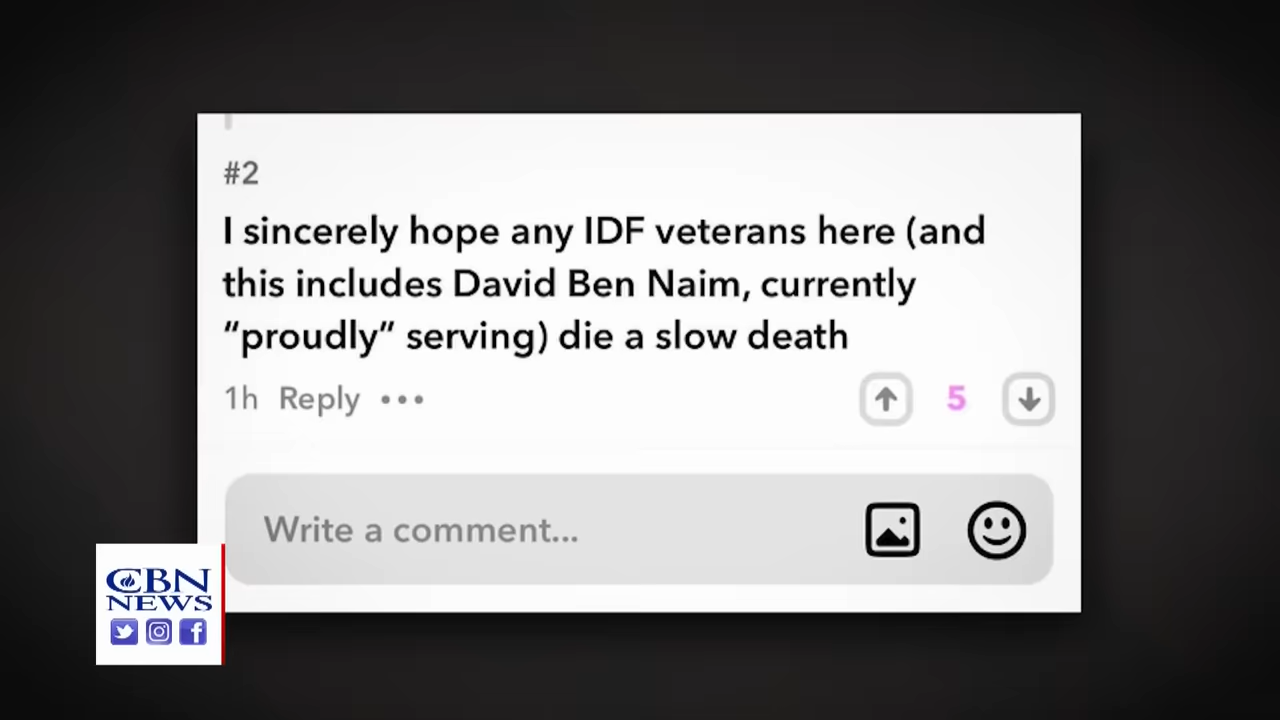 #2
I sincerely hope any IDF veterans here (and
this includes David Ben Naim, currently
“proudly” serving) die a slow death
1h Reply •••
5
Write a comment...
CBN
NEWS